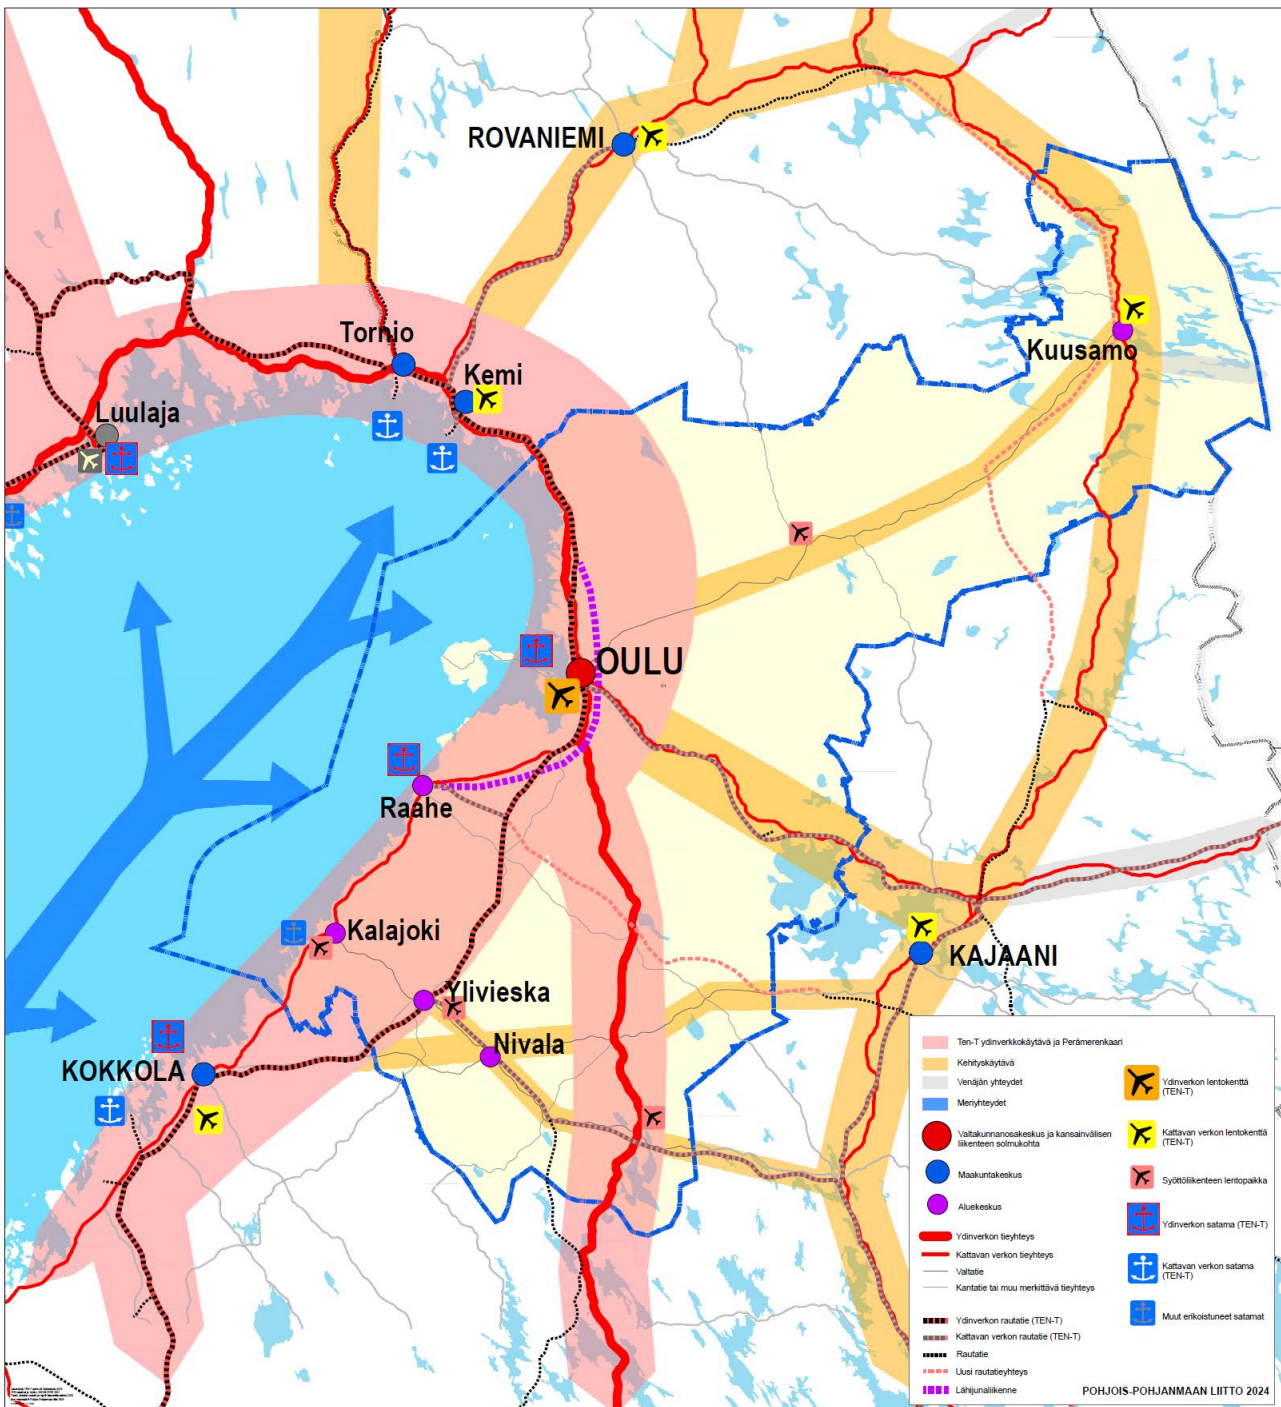 ROVANIEMI
Tornio
Kemi
Kuusamo
Luulaja
OULU
Raahe
Kalajoki
KAJAANI
Ylivieska
Nivala
KOKKOLA
Ten-T ydinverkkokäytävä ja Perämerenkaari
Kehityskäytävä
Venäjän yhteydet
Meriyhteydet
Valtakunnanosakeskus ja kansainvälisen
liikenteen solmukohta
Maakuntakeskus
Aluekeskus
Ydinverkon tieyhteys
Kattavan verkon tieyhteys
Valtatie
Kantatie tai muu merkittävä tieyhteys
Ydinverkon rautatie (TEN-T)
Kattavan verkon rautatie (TEN-T)
Rautatie
Uusi rautatieyhteys
Lähijunaliikenne
Ydinverkon lentokenttä
(TEN-T)
Kattavan verkon lentokenttä
(TEN-T)
Syöttöliikenteen lentopaikka
Ydinverkon satama (TEN-T)
Kattavan verkon satama
(TEN-T)
Muut erikoistuneet satamat
POHJOIS-POHJANMAAN LIITTO 2024